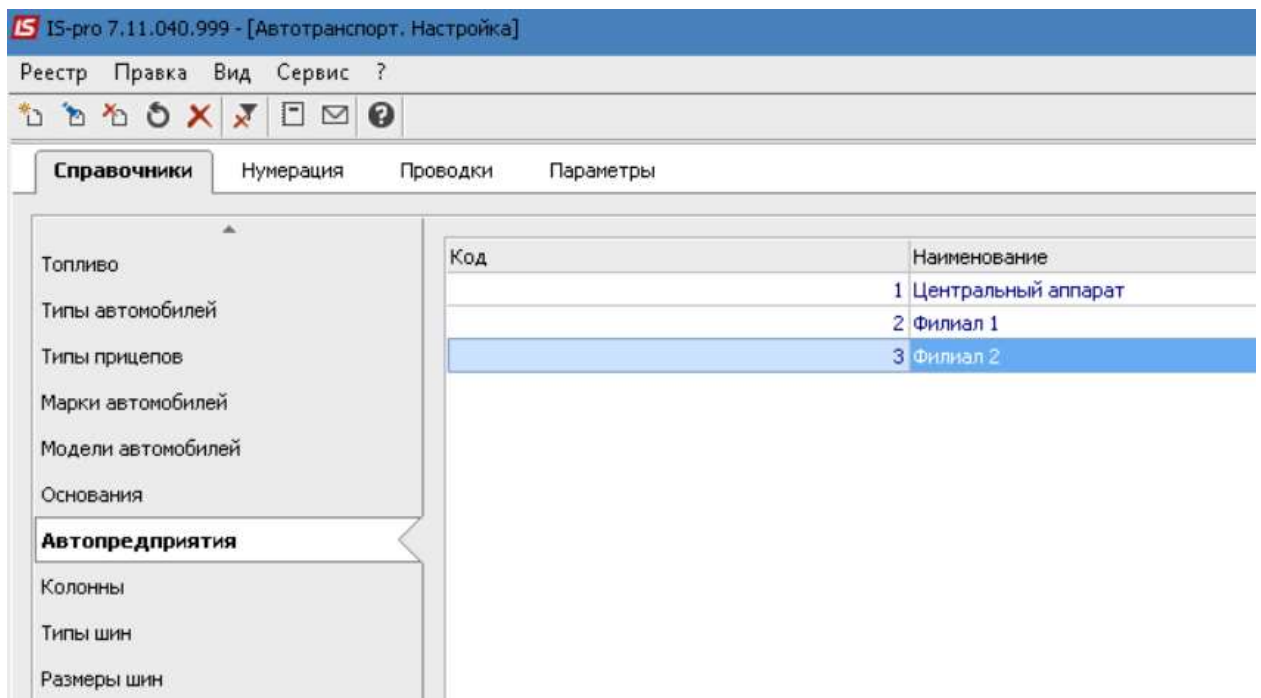 IS IS-pro 7.11.040.999 - [Автотранспорт. Настройка]
Реестр Правка Вид Сервис ?
Справочники Нумерация Проводки Параметры
Топливо
Типы автомобилей
Типы прицепов
Марки автомобилей
Модели автомобилей
Основания
Автопредприятия
Колонны
Типы шин
Размеры шин
Код Наименование
1 Центральный аппарат
2 Филиал 1
3 Филиал 2